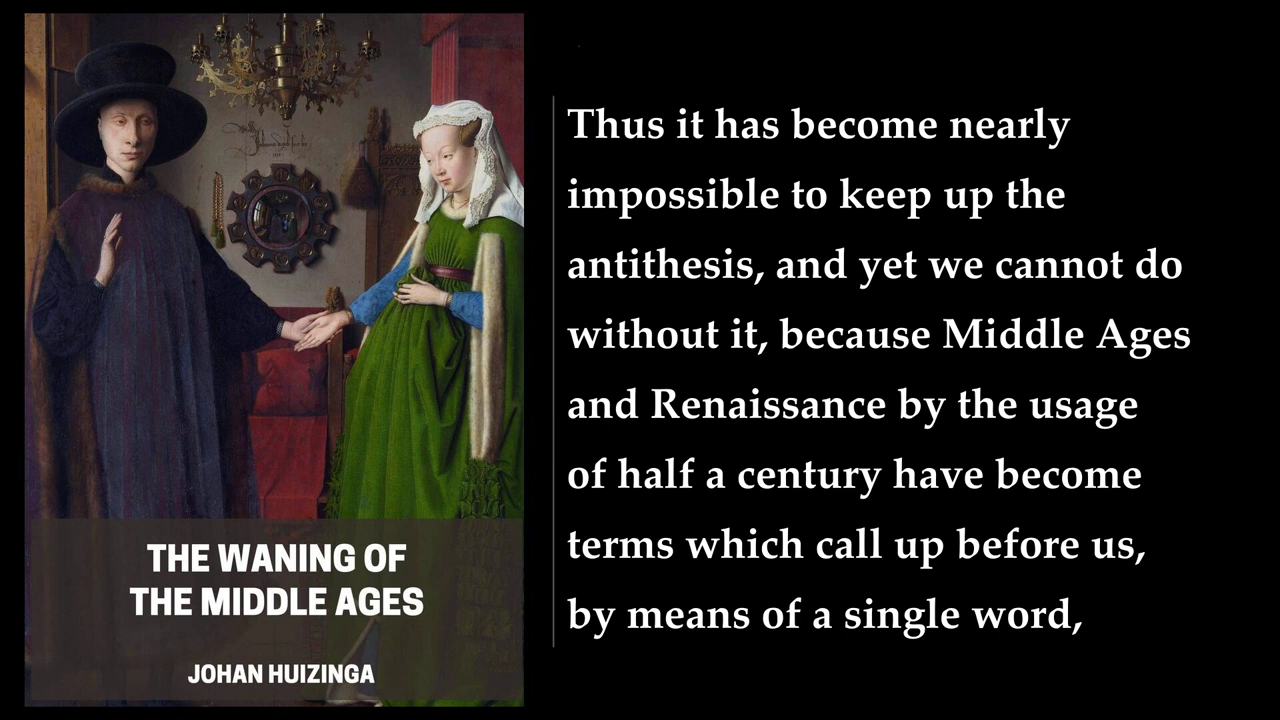 THE WANING OF
THE MIDDLE AGES
JOHAN HUIZINGA
Thus it has become nearly
impossible to keep up the
antithesis, and yet we cannot do
without it, because Middle Ages
and Renaissance by the usage
of half a century have become
terms which call up before us,
by means of a single word,